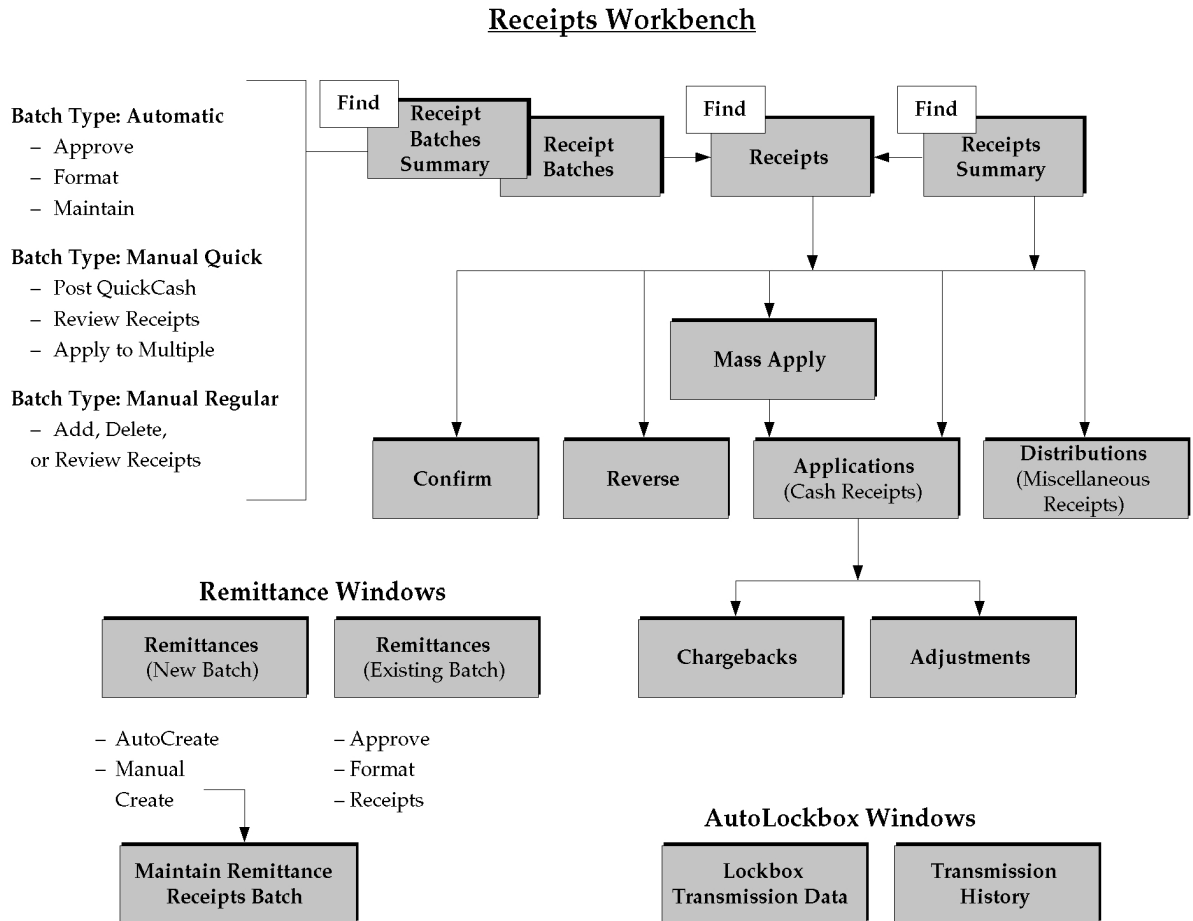 Receipts Workbench
Batch Type: Automatic
– Approve
– Format
– Maintain
Batch Type: Manual Quick
– Post QuickCash
– Review Receipts
– Apply to Multiple
Batch Type: Manual Regular
– Add, Delete,
or Review Receipts
Find
Receipt
Batches
Summary
Receipt
Batches
Find
Receipts
Find
Receipts
Summary
Mass Apply
Confirm
Reverse
Applications
(Cash Receipts)
Distributions
(Miscellaneous
Receipts)
Chargebacks
Adjustments
Remittance Windows
Remittances
(New Batch)
Remittances
(Existing Batch)
– AutoCreate
– Manual
Create
– Approve
– Format
– Receipts
Maintain Remittance
Receipts Batch
AutoLockbox Windows
Lockbox
Transmission Data
Transmission
History